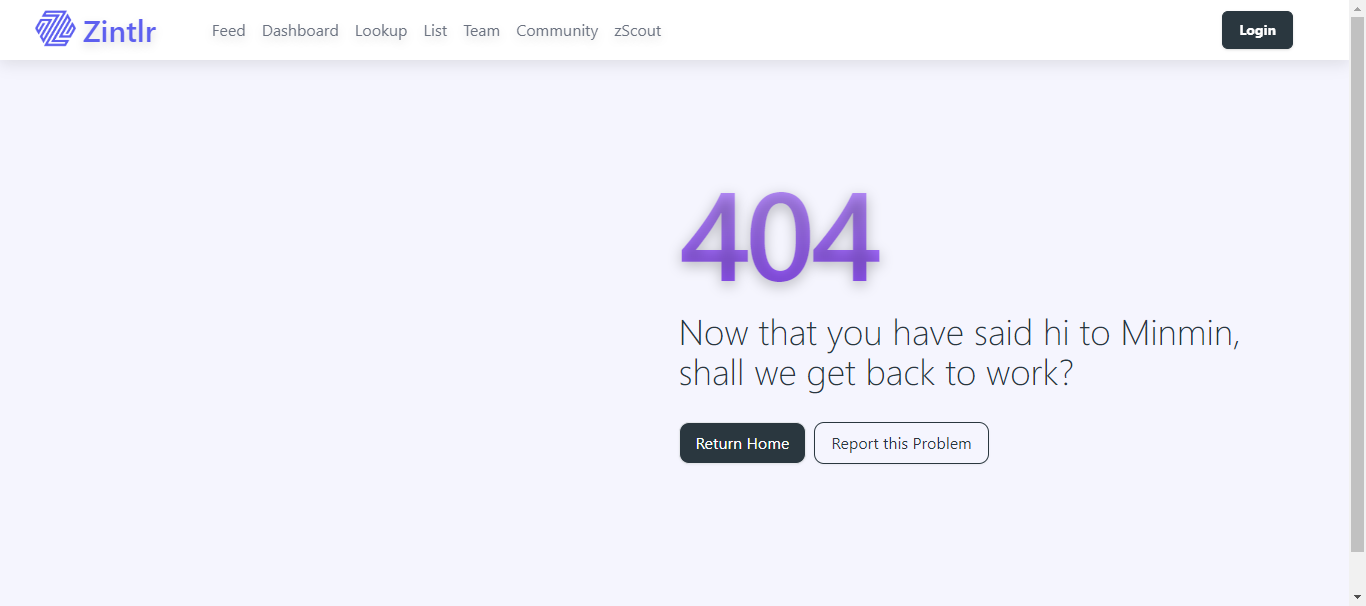 Zintlr
Feed Dashboard Lookup List Team Community zScout
Login
404
Now that you have said hi to Minmin,
shall we get back to work?
Return Home
Report this Problem